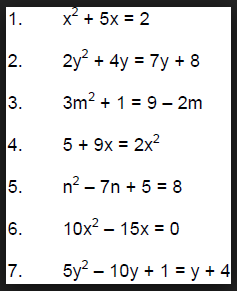 1. x² + 5x = 2
2. 2y² + 4y = 7y + 8
3. 3m² + 1 = 9 – 2m
4. 5 + 9x = 2x²
5. n² – 7n + 5 = 8
6. 10x² – 15x = 0
7. 5y² – 10y + 1 = y + 4